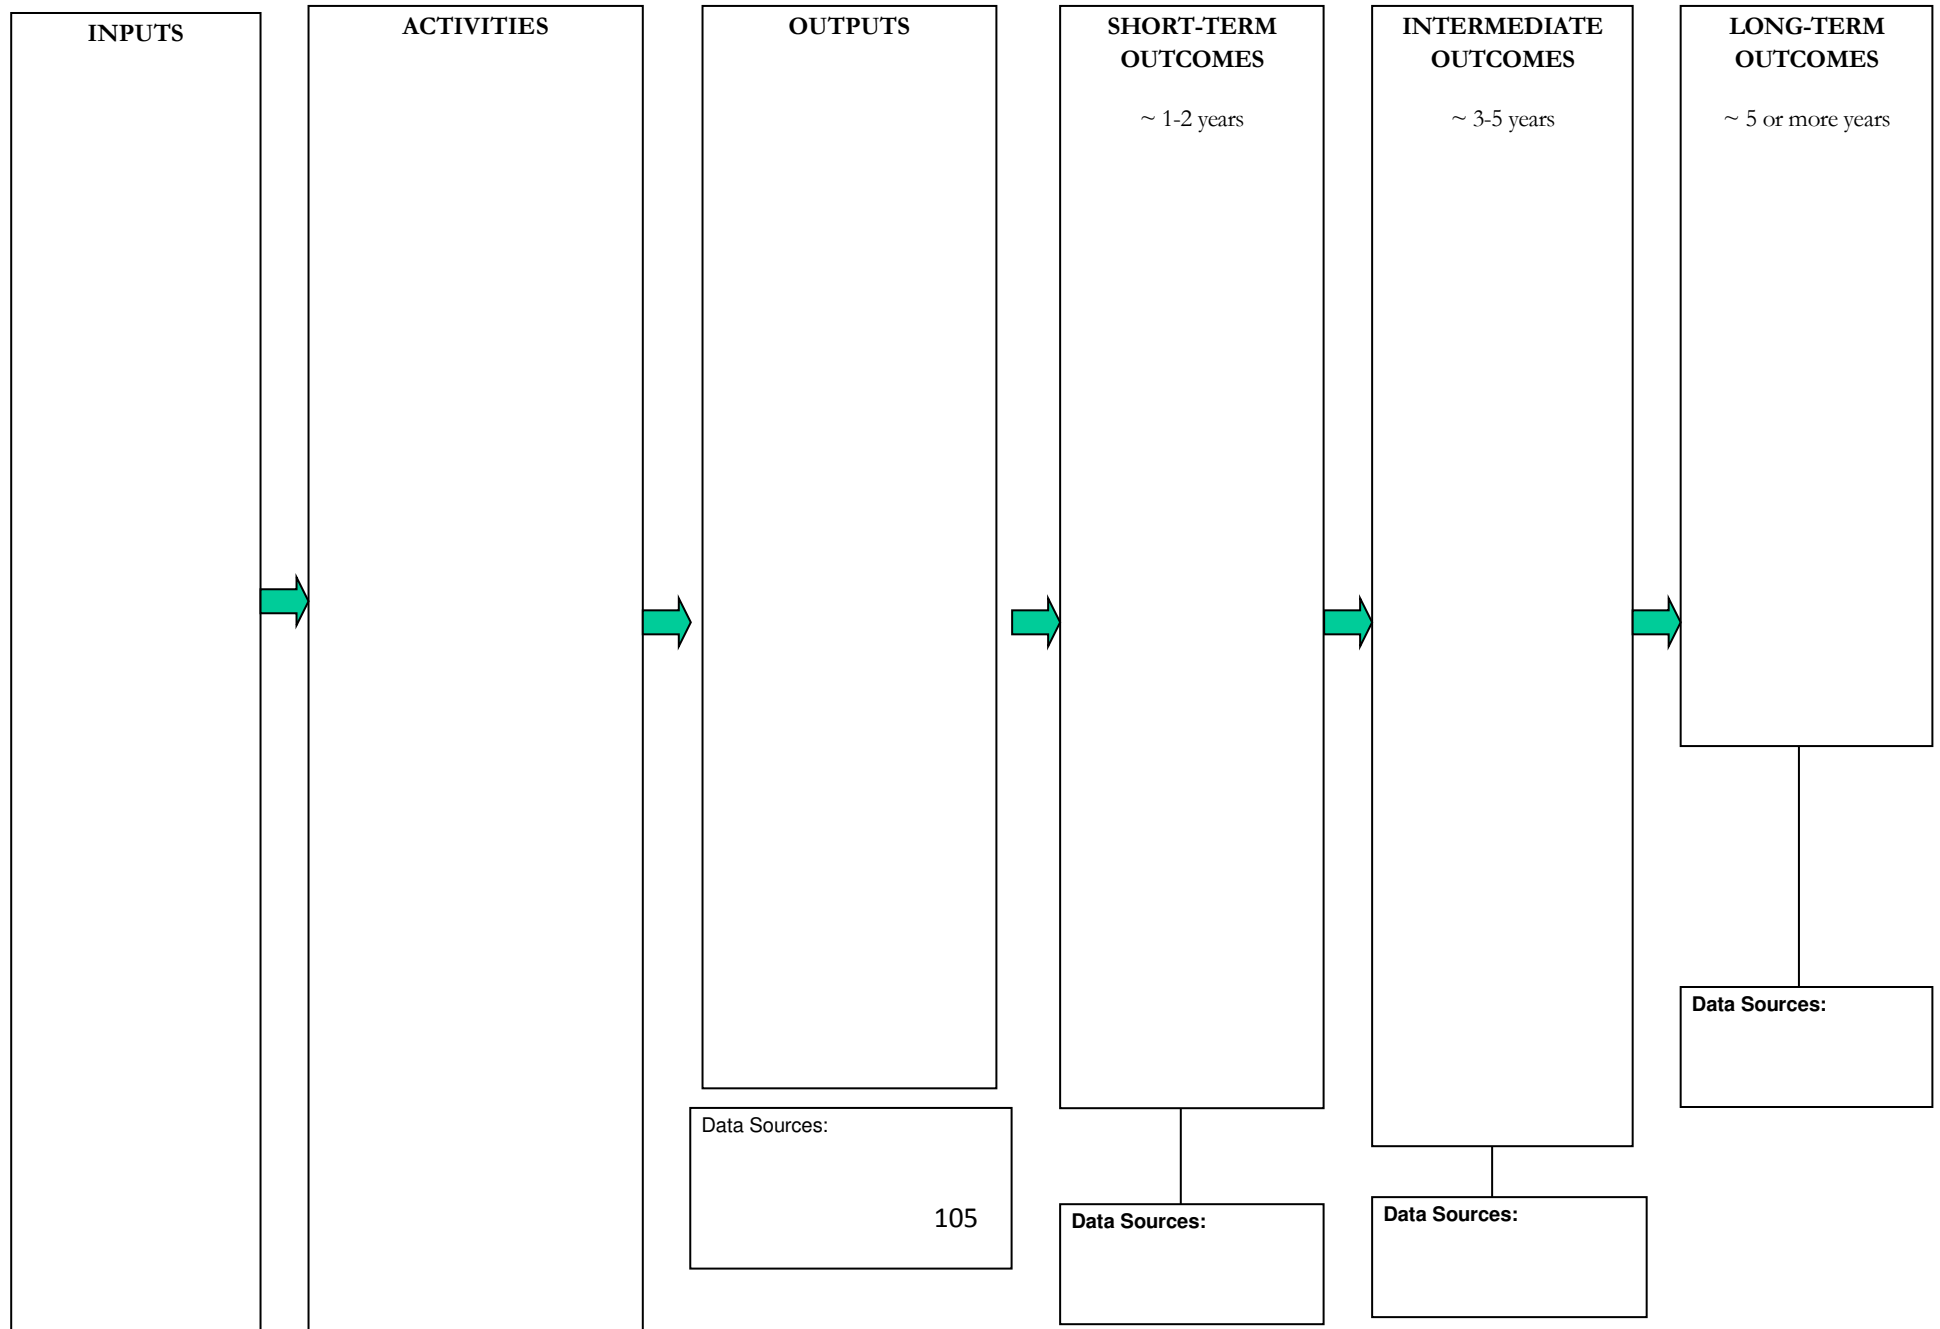 INPUTS
ACTIVITIES
OUTPUTS
SHORT-TERM
OUTCOMES
~ 1-2 years
INTERMEDIATE
OUTCOMES
~ 3-5 years
LONG-TERM
OUTCOMES
~ 5 or more years
Data Sources:
105
Data Sources:
Data Sources:
Data Sources: